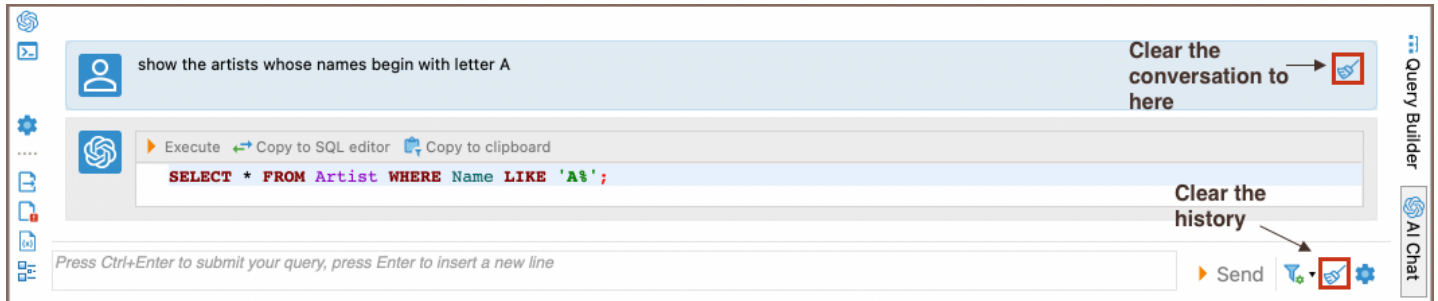 show the artists whose names begin with letter A
Clear the
conversation to
here
Execute Copy to SQL editor Copy to clipboard
SELECT * FROM Artist WHERE Name LIKE 'A%';
Clear the
history
Press Ctrl+Enter to submit your query, press Enter to insert a new line
Send
Query Builder
AI Chat